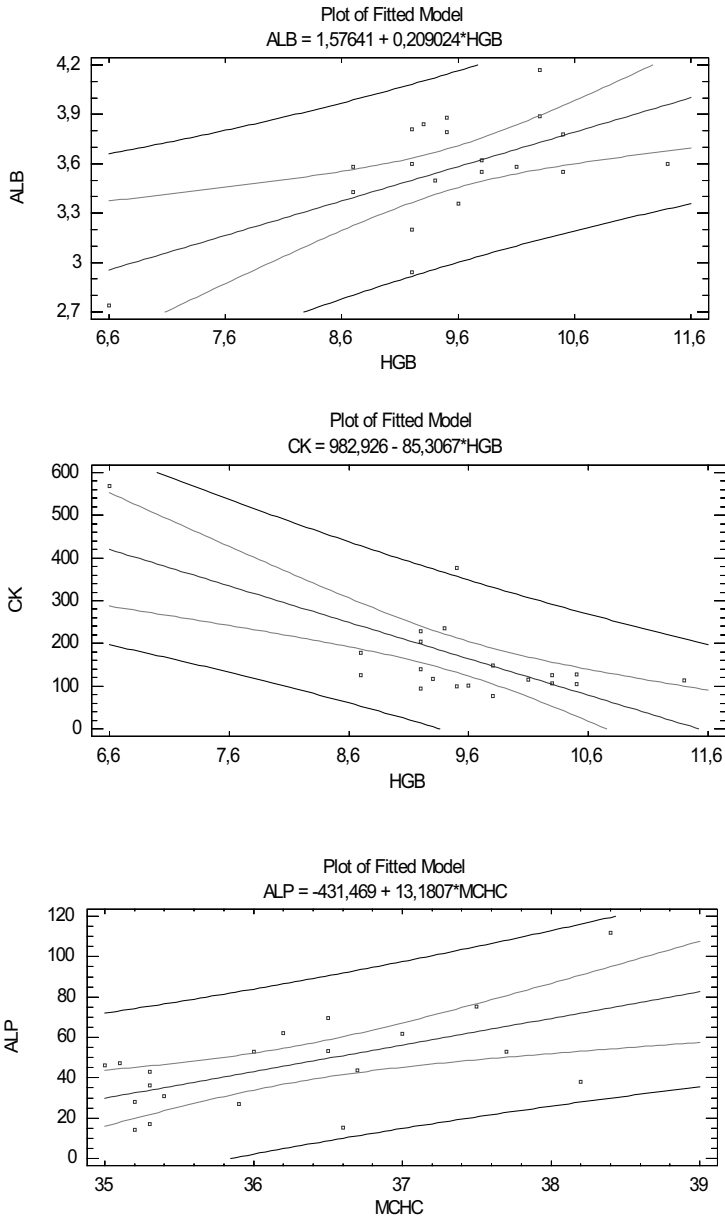 Plot of Fitted Model
ALB = 1,57641 + 0,209024*HGB
4,2
3,9
3,6
3,3
3
2,7
ALB
6,6 7,6 8,6 9,6 10,6 11,6
HGB
Plot of Fitted Model
CK = 982,926 - 85,3067*HGB
600
500
400
300
200
100
0
CK
6,6 7,6 8,6 9,6 10,6 11,6
HGB
Plot of Fitted Model
ALP = -431,469 + 13,1807*MCHC
120
100
80
60
40
20
0
ALP
35 36 37 38 39
MCHC